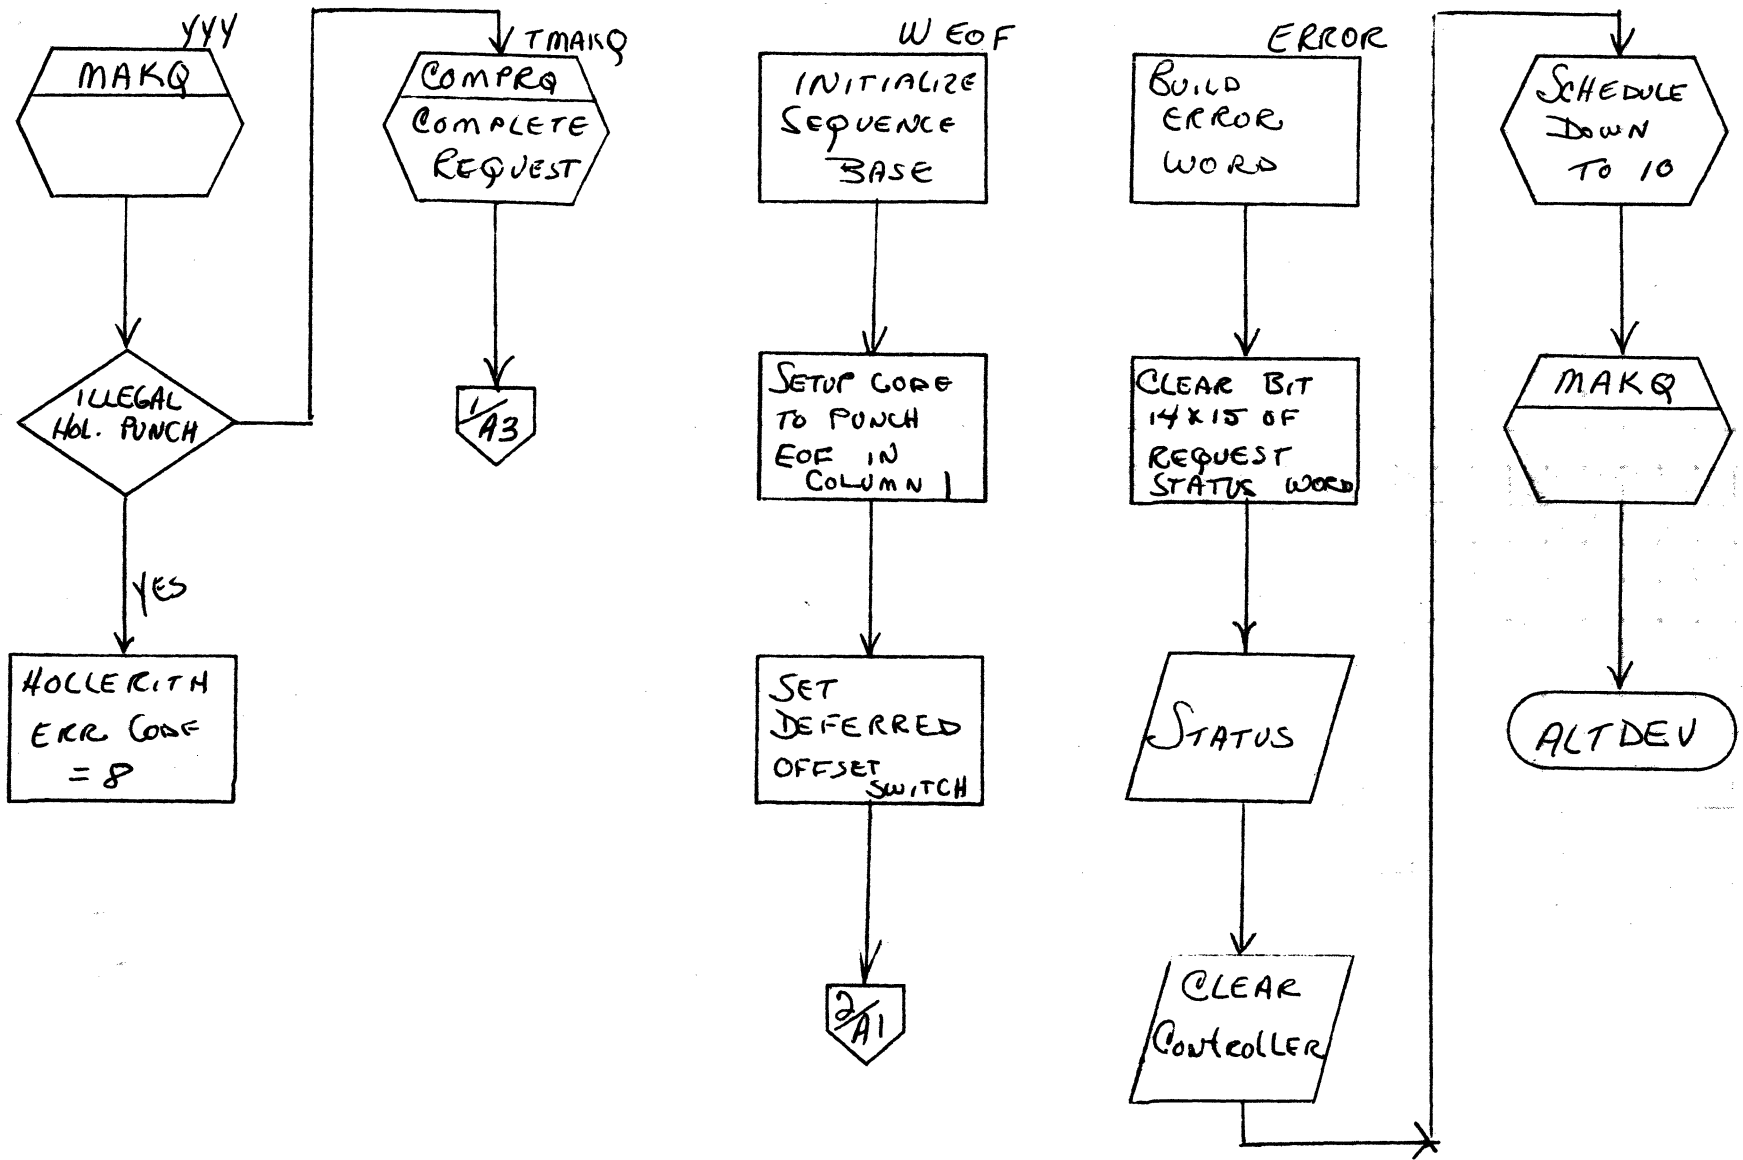 YYY
MAKQ
ILLEGAL
HOL. PUNCH
YES
HOLLERITH
ERR CODE
= 8
TMAKQ
COMPRQ
COMPLETE
REQUEST
1/A3
WEOF
INITIALIZE
SEQUENCE
BASE
SETUP CODE
TO PUNCH
EOF IN
COLUMN 1
SET
DEFERRED
OFFSET
SWITCH
2/A1
ERROR
BUILD
ERROR
WORD
CLEAR BIT
14 & 15 OF
REQUEST
STATUS WORD
STATUS
CLEAR
CONTROLLER
SCHEDULE
DOWN
TO 10
MAKQ
ALTDEV